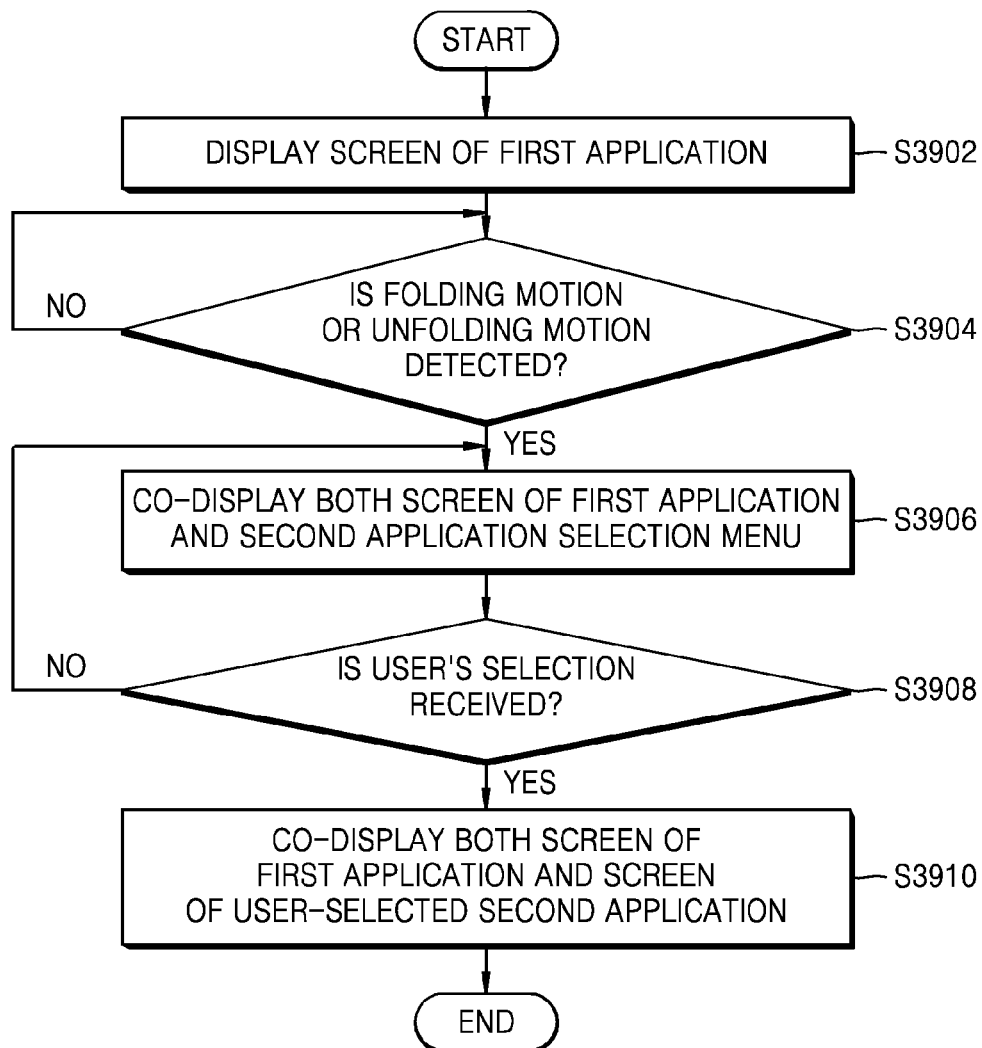 START
DISPLAY SCREEN OF FIRST APPLICATION
S3902
IS FOLDING MOTION
OR UNFOLDING MOTION
DETECTED?
NO
S3904
YES
CO-DISPLAY BOTH SCREEN OF FIRST APPLICATION
AND SECOND APPLICATION SELECTION MENU
S3906
IS USER'S SELECTION
RECEIVED?
NO
S3908
YES
CO-DISPLAY BOTH SCREEN OF
FIRST APPLICATION AND SCREEN
OF USER-SELECTED SECOND APPLICATION
S3910
END